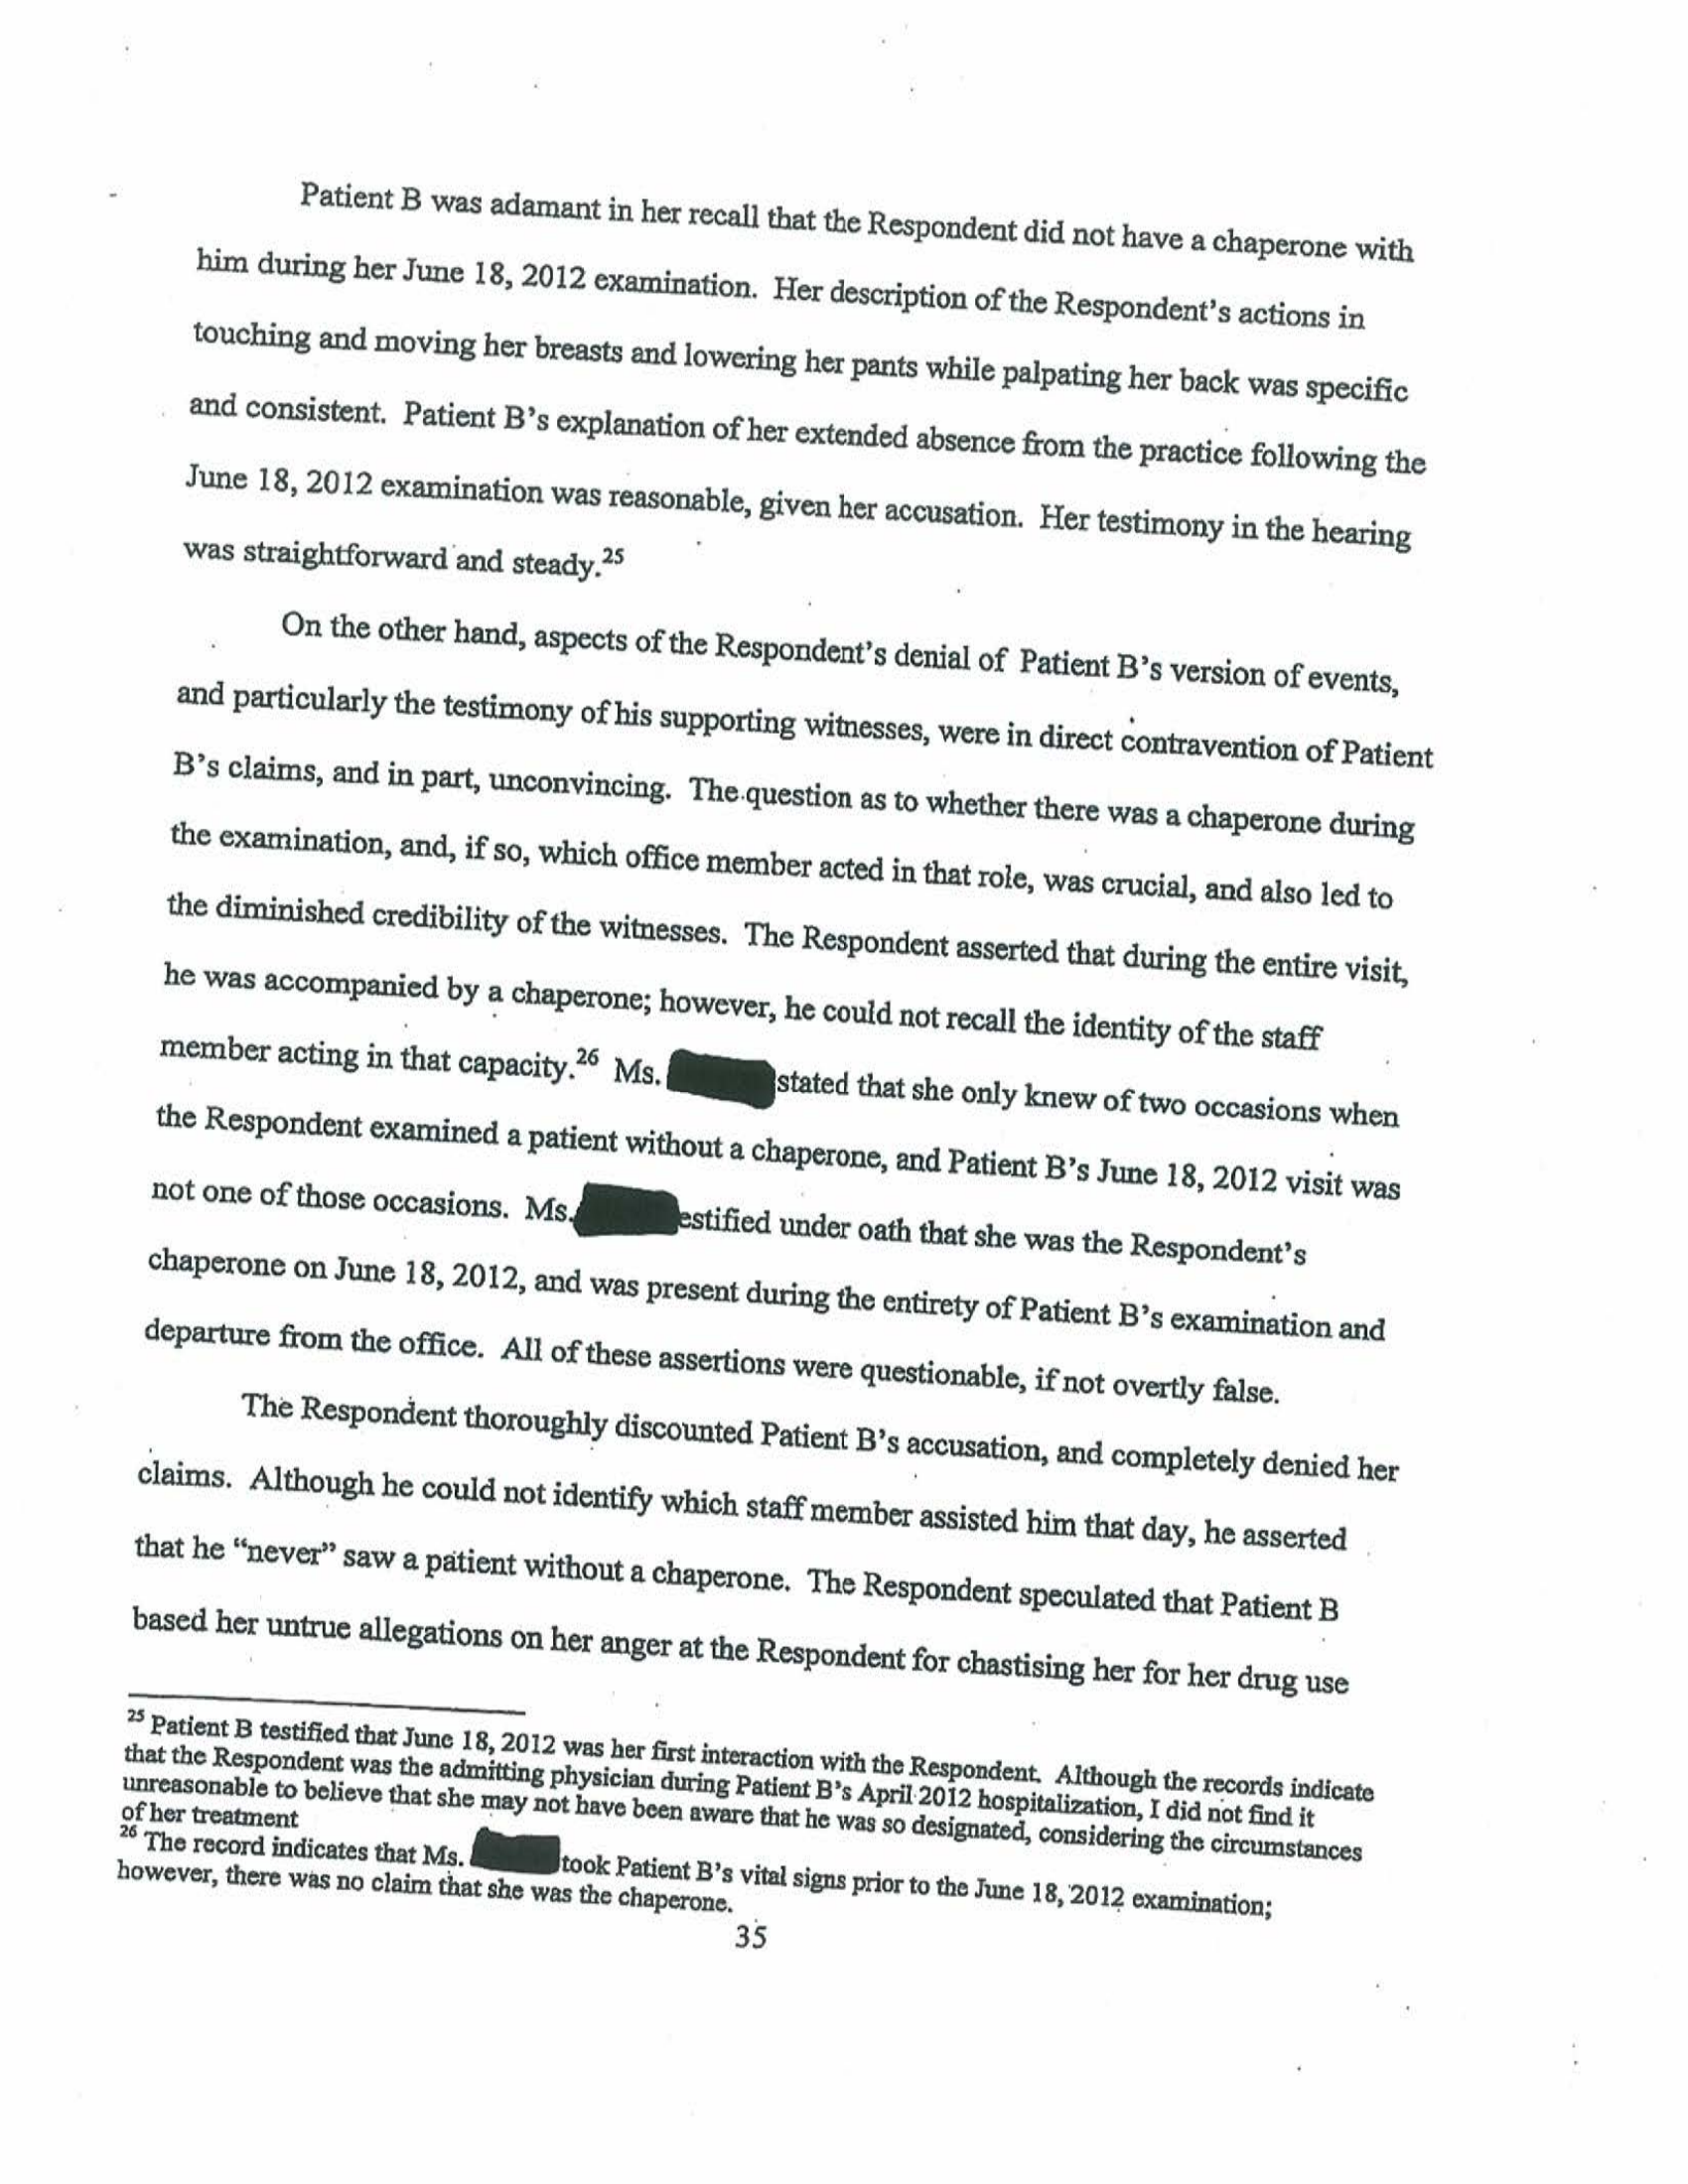 Patient B was adamant in her recall that the Respondent did not have a chaperone with
him during her June 18, 2012 examination. Her description of the Respondent's actions in
touching and moving her breasts and lowering her pants while palpating her back was specific
and consistent. Patient B's explanation of her extended absence from the practice following the
June 18, 2012 examination was reasonable, given her accusation. Her testimony in the hearing
was straightforward and steady.25
On the other hand, aspects of the Respondent's denial of Patient B's version of events,
and particularly the testimony of his supporting witnesses, were in direct contravention of Patient
B's claims, and in part, unconvincing. The question as to whether there was a chaperone during
the examination, and, if so, which office member acted in that role, was crucial, and also led to
the diminished credibility of the witnesses. The Respondent asserted that during the entire visit,
he was accompanied by a chaperone; however, he could not recall the identity of the staff
member acting in that capacity.26 Ms. stated that she only knew of two occasions when
the Respondent examined a patient without a chaperone, and Patient B's June 18, 2012 visit was
not one of those occasions. Ms. estified under oath that she was the Respondent's
chaperone on June 18, 2012, and was present during the entirety of Patient B's examination and
departure from the office. All of these assertions were questionable, if not overtly false.
The Respondent thoroughly discounted Patient B's accusation, and completely denied her
claims. Although he could not identify which staff member assisted him that day, he asserted
that he “never” saw a patient without a chaperone. The Respondent speculated that Patient B
based her untrue allegations on her anger at the Respondent for chastising her for her drug use
25 Patient B testified that June 18, 2012 was her first interaction with the Respondent. Although the records indicate
that the Respondent was the admitting physician during Patient B's April 2012 hospitalization, I did not find it
unreasonable to believe that she may not have been aware that he was so designated, considering the circumstances
of her treatment
26 The record indicates that Ms. took Patient B's vital signs prior to the June 18, 2012 examination;
however, there was no claim that she was the chaperone.
35